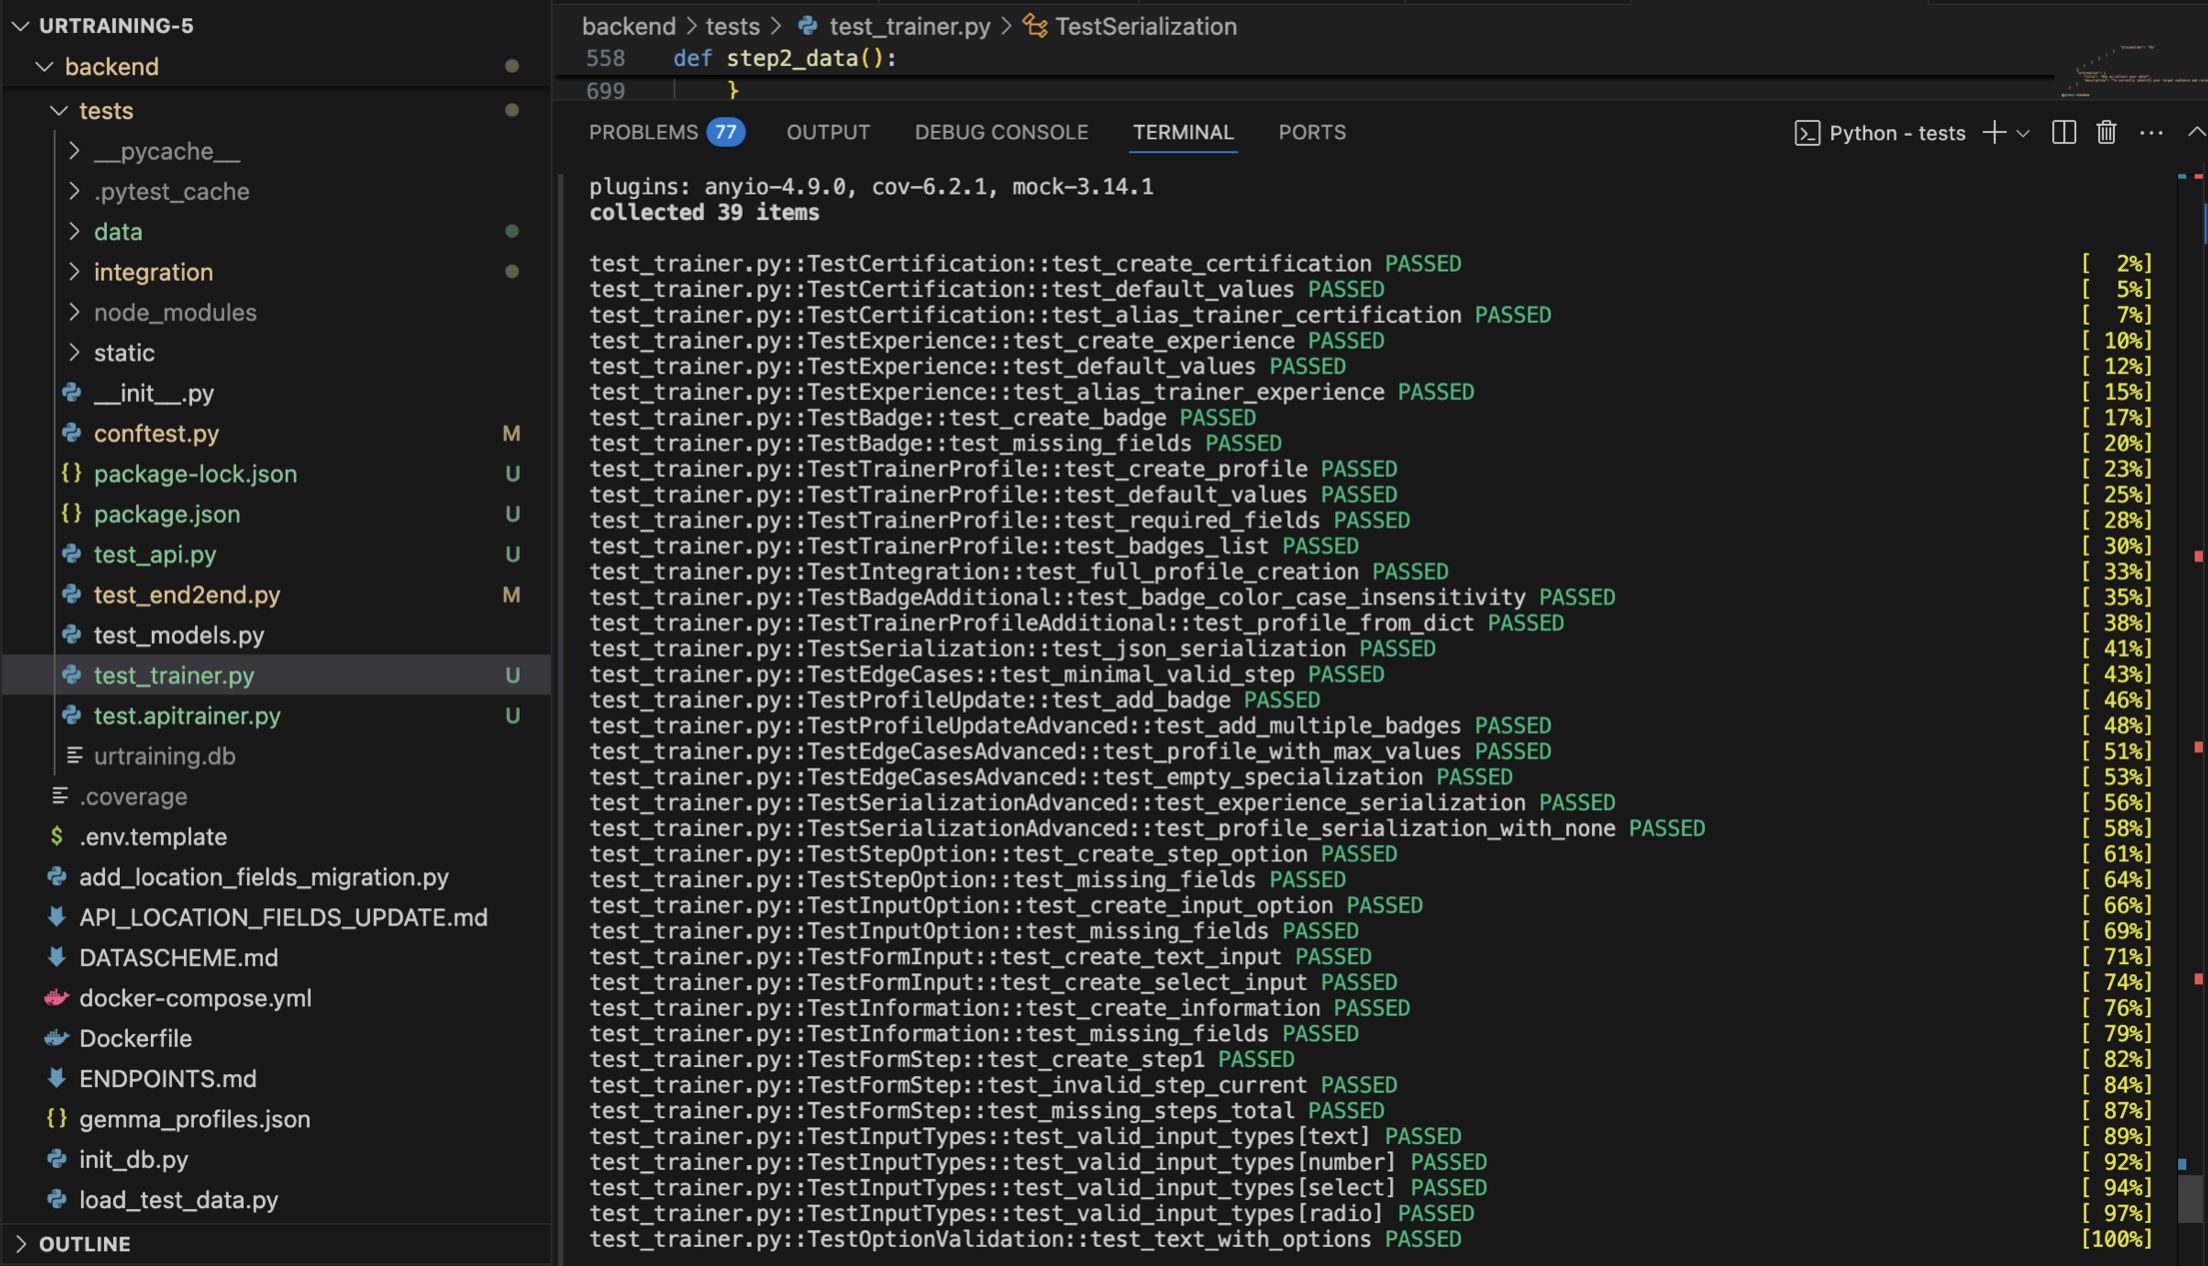 URTRAINING-5
backend
tests
__pycache__
.pytest_cache
data
integration
node_modules
static
__init__.py
conftest.py M
package-lock.json U
package.json U
test_api.py U
test_end2end.py M
test_models.py
test_trainer.py U
test.apitrainer.py U
urtraining.db
.coverage
.env.template
add_location_fields_migration.py
API_LOCATION_FIELDS_UPDATE.md
DATASCHEME.md
docker-compose.yml
Dockerfile
ENDPOINTS.md
gemma_profiles.json
init_db.py
load_test_data.py
OUTLINE
backend > tests > test_trainer.py > TestSerialization
558 def step2_data():
699 }
PROBLEMS 77 OUTPUT DEBUG CONSOLE TERMINAL PORTS Python - tests
plugins: anyio-4.9.0, cov-6.2.1, mock-3.14.1
collected 39 items
test_trainer.py::TestCertification::test_create_certification PASSED [ 2%]
test_trainer.py::TestCertification::test_default_values PASSED [ 5%]
test_trainer.py::TestCertification::test_alias_trainer_certification PASSED [ 7%]
test_trainer.py::TestExperience::test_create_experience PASSED [ 10%]
test_trainer.py::TestExperience::test_default_values PASSED [ 12%]
test_trainer.py::TestExperience::test_alias_trainer_experience PASSED [ 15%]
test_trainer.py::TestBadge::test_create_badge PASSED [ 17%]
test_trainer.py::TestBadge::test_missing_fields PASSED [ 20%]
test_trainer.py::TestTrainerProfile::test_create_profile PASSED [ 23%]
test_trainer.py::TestTrainerProfile::test_default_values PASSED [ 25%]
test_trainer.py::TestTrainerProfile::test_required_fields PASSED [ 28%]
test_trainer.py::TestTrainerProfile::test_badges_list PASSED [ 30%]
test_trainer.py::TestIntegration::test_full_profile_creation PASSED [ 33%]
test_trainer.py::TestBadgeAdditional::test_badge_color_case_insensitivity PASSED [ 35%]
test_trainer.py::TestTrainerProfileAdditional::test_profile_from_dict PASSED [ 38%]
test_trainer.py::TestSerialization::test_json_serialization PASSED [ 41%]
test_trainer.py::TestEdgeCases::test_minimal_valid_step PASSED [ 43%]
test_trainer.py::TestProfileUpdate::test_add_badge PASSED [ 46%]
test_trainer.py::TestProfileUpdateAdvanced::test_add_multiple_badges PASSED [ 48%]
test_trainer.py::TestEdgeCasesAdvanced::test_profile_with_max_values PASSED [ 51%]
test_trainer.py::TestEdgeCasesAdvanced::test_empty_specialization PASSED [ 53%]
test_trainer.py::TestSerializationAdvanced::test_experience_serialization PASSED [ 56%]
test_trainer.py::TestSerializationAdvanced::test_profile_serialization_with_none PASSED [ 58%]
test_trainer.py::TestStepOption::test_create_step_option PASSED [ 61%]
test_trainer.py::TestStepOption::test_missing_fields PASSED [ 64%]
test_trainer.py::TestInputOption::test_create_input_option PASSED [ 66%]
test_trainer.py::TestInputOption::test_missing_fields PASSED [ 69%]
test_trainer.py::TestFormInput::test_create_text_input PASSED [ 71%]
test_trainer.py::TestFormInput::test_create_select_input PASSED [ 74%]
test_trainer.py::TestInformation::test_create_information PASSED [ 76%]
test_trainer.py::TestInformation::test_missing_fields PASSED [ 79%]
test_trainer.py::TestFormStep::test_create_step1 PASSED [ 82%]
test_trainer.py::TestFormStep::test_invalid_step_current PASSED [ 84%]
test_trainer.py::TestFormStep::test_missing_steps_total PASSED [ 87%]
test_trainer.py::TestInputTypes::test_valid_input_types[text] PASSED [ 89%]
test_trainer.py::TestInputTypes::test_valid_input_types[number] PASSED [ 92%]
test_trainer.py::TestInputTypes::test_valid_input_types[select] PASSED [ 94%]
test_trainer.py::TestInputTypes::test_valid_input_types[radio] PASSED [ 97%]
test_trainer.py::TestOptionValidation::test_text_with_options PASSED [100%]